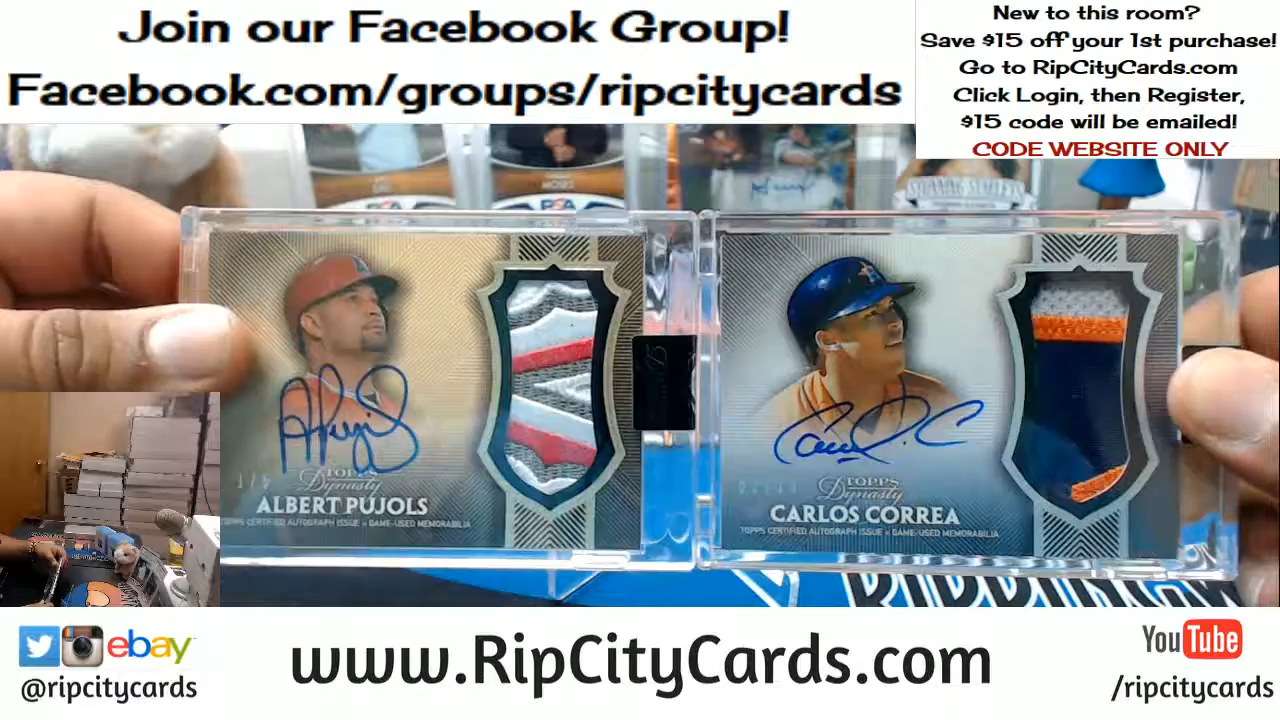 Join our Facebook Group!
Facebook.com/groups/ripcitycards
New to this room?
Save $15 off your 1st purchase!
Go to RipCityCards.com
Click Login, then Register,
$15 code will be emailed!
CODE WEBSITE ONLY
PSA
PSA
APujols
TOPPS
Dynasty
ALBERT PUJOLS
TOPPS CERTIFIED AUTOGRAPH ISSUE • GAME-USED MEMORABILIA
TOPPS
Dynasty
CARLOS CORREA
TOPPS CERTIFIED AUTOGRAPH ISSUE • GAME-USED MEMORABILIA
ebay
@ripcitycards
www.RipCityCards.com
YouTube
/ripcitycards